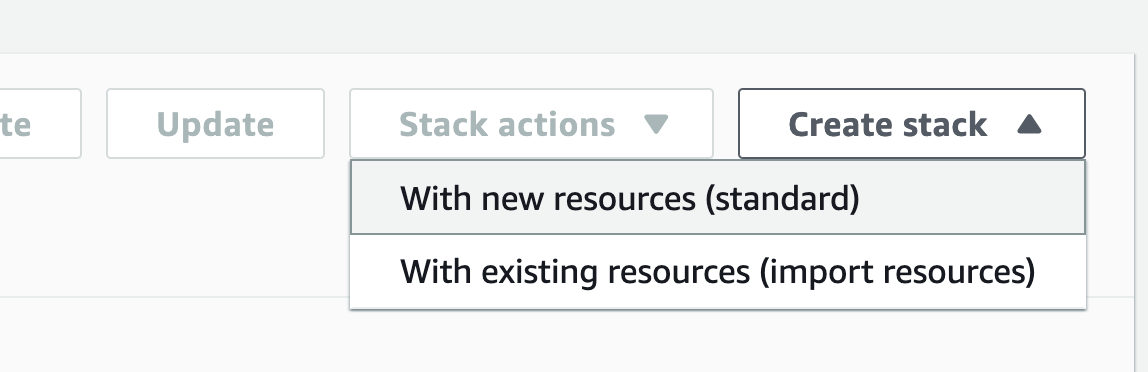 te
Update
Stack actions
Create stack
With new resources (standard)
With existing resources (import resources)